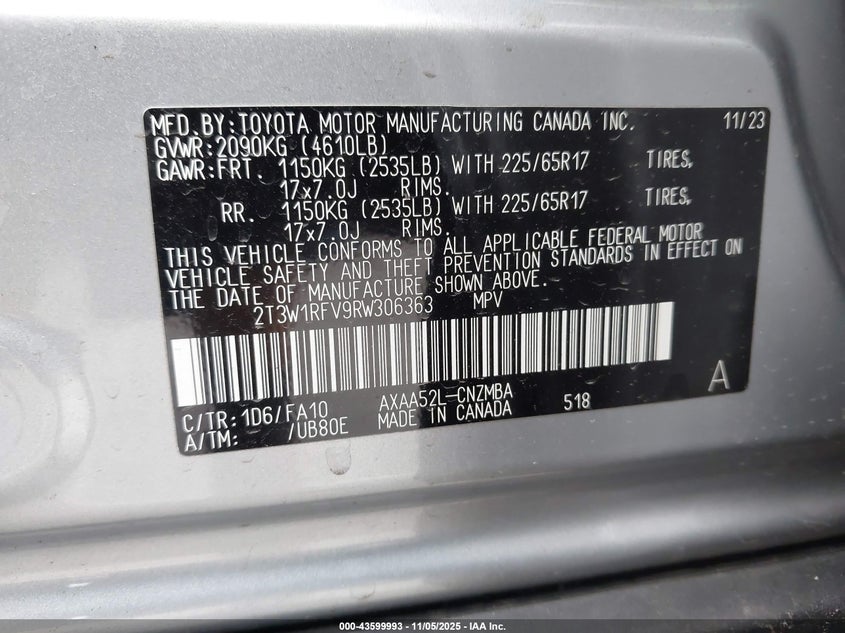 MFD.BY:TOYOTA MOTOR MANUFACTURING CANADA INC. 11/23
GVWR:2090KG (4610LB)
GAWR:FRT. 1150KG (2535LB) WITH 225/65R17 TIRES,
17x7.0J RIMS.
RR. 1150KG (2535LB) WITH 225/65R17 TIRES,
17x7.0J RIMS.
THIS VEHICLE CONFORMS TO ALL APPLICABLE FEDERAL MOTOR
VEHICLE SAFETY AND THEFT PREVENTION STANDARDS IN EFFECT ON
THE DATE OF MANUFACTURE SHOWN ABOVE.
2T3W1RFV9RW306363 MPV
A
C/TR:1D6/FA10 AXAA52L-CNZMBA
A/TM: /UB80E MADE IN CANADA 518
000-43599993 - 11/05/2025 - IAA Inc.